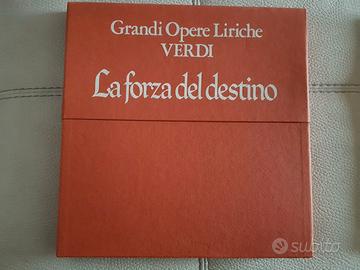 Grandi Opere Liriche
VERDI
La forza del destino
subito